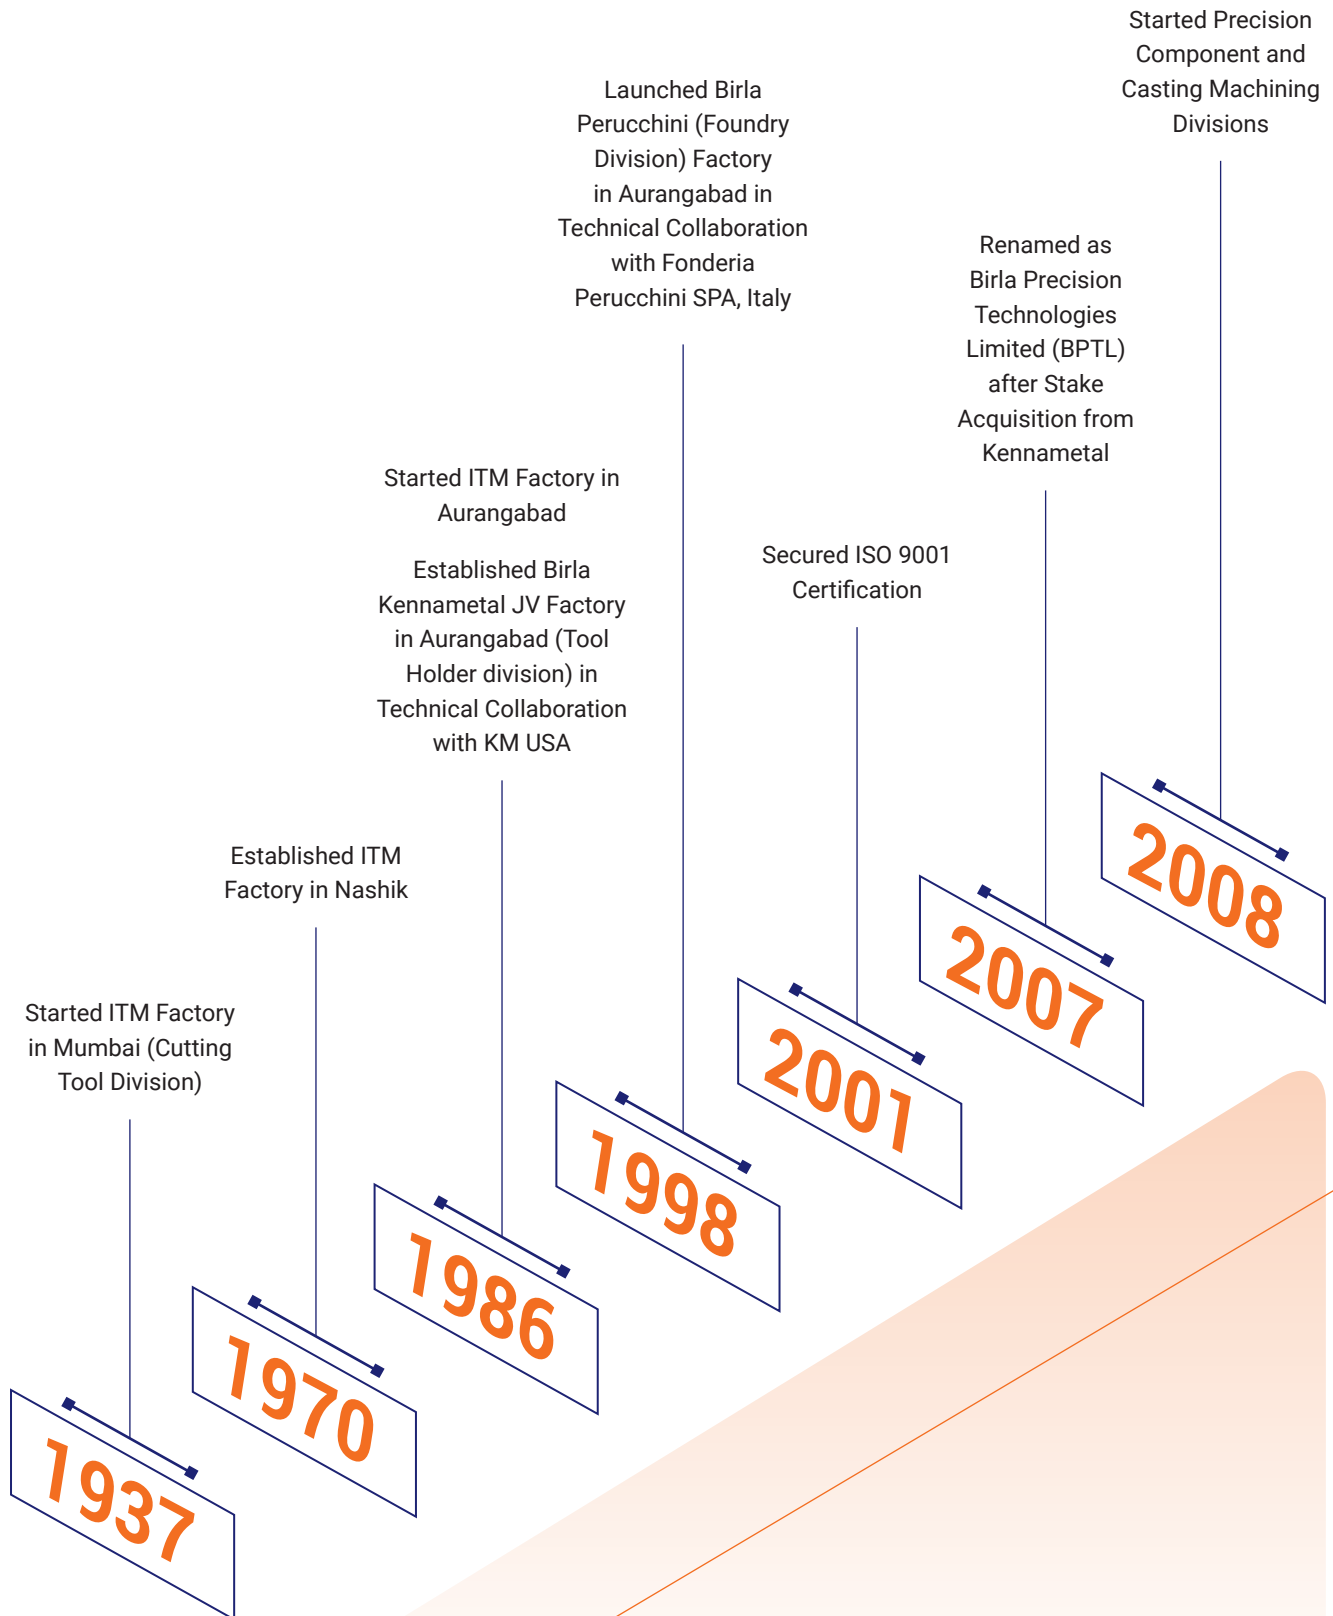 Started ITM Factory
in Mumbai (Cutting
Tool Division)
1937
Established ITM
Factory in Nashik
1970
Started ITM Factory in
Aurangabad
Established Birla
Kennametal JV Factory
in Aurangabad (Tool
Holder division) in
Technical Collaboration
with KM USA
1986
Launched Birla
Perucchini (Foundry
Division) Factory
in Aurangabad in
Technical Collaboration
with Fonderia
Perucchini SPA, Italy
1998
Secured ISO 9001
Certification
2001
Renamed as
Birla Precision
Technologies
Limited (BPTL)
after Stake
Acquisition from
Kennametal
2007
Started Precision
Component and
Casting Machining
Divisions
2008